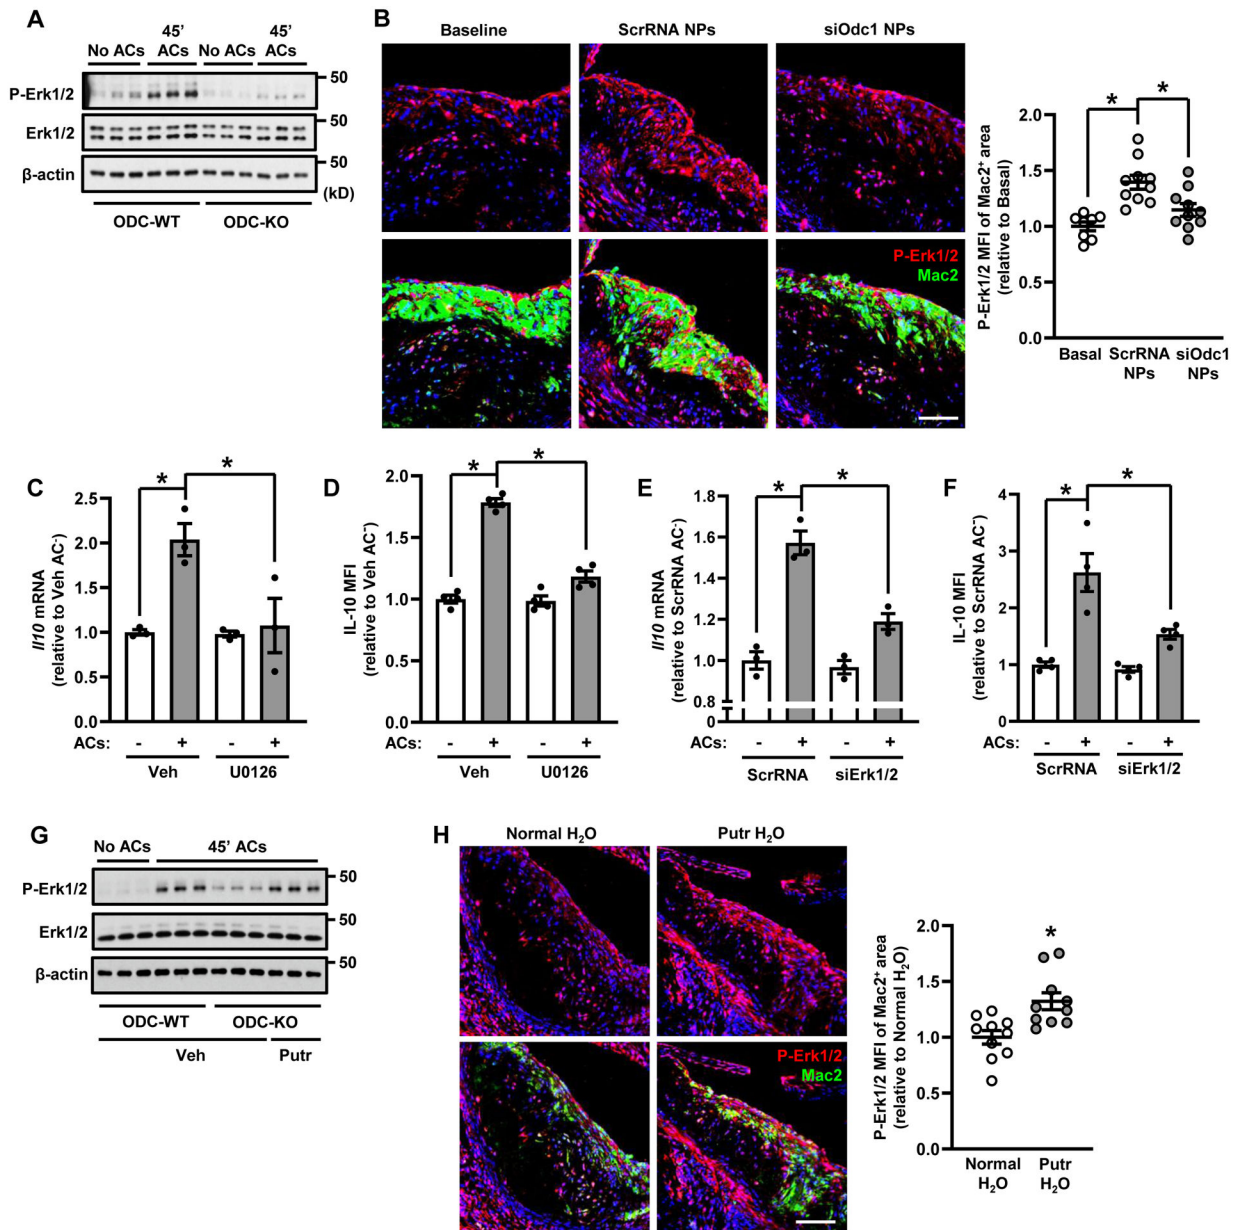 A
45’ 45’
No ACs ACs No ACs ACs
P-Erk1/2
50
Erk1/2
50
β-actin
50
(kD)
ODC-WT ODC-KO
B
Baseline ScrRNA NPs siOdc1 NPs
P-Erk1/2
Mac2
P-Erk1/2 MFI of Mac2⁺ area
(relative to Basal)
2.0
1.5
1.0
0.5
0.0
* *
Basal ScrRNA siOdc1
NPs NPs
C
Il10 mRNA
(relative to Veh AC⁻)
2.5
2.0
1.5
1.0
0.5
0.0
* *
ACs: - + - +
Veh U0126
D
IL-10 MFI
(relative to Veh AC⁻)
2.0
1.5
1.0
0.5
0.0
* *
ACs: - + - +
Veh U0126
E
Il10 mRNA
(relative to ScrRNA AC⁻)
1.8
1.6
1.4
1.2
1.0
0.8
0
* *
ACs: - + - +
ScrRNA siErk1/2
F
IL-10 MFI
(relative to ScrRNA AC⁻)
4
3
2
1
0
* *
ACs: - + - +
ScrRNA siErk1/2
G
No ACs 45’ ACs
P-Erk1/2
50
Erk1/2
50
β-actin
50
ODC-WT ODC-KO
Veh Putr
H
Normal H₂O Putr H₂O
P-Erk1/2
Mac2
P-Erk1/2 MFI of Mac2⁺ area
(relative to Normal H₂O)
2.0
1.5
1.0
0.5
0.0
*
Normal Putr
H₂O H₂O